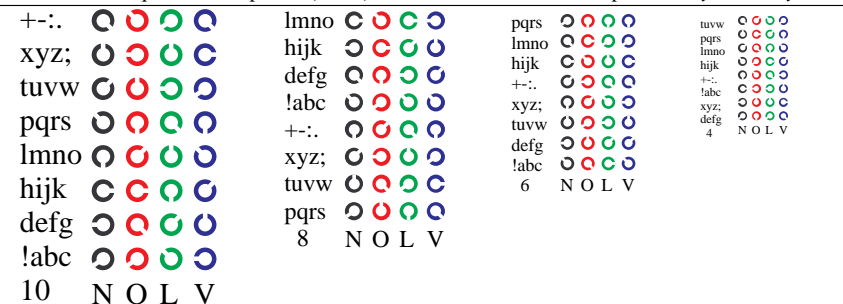 +-:.
xyz;
tuvw
pqrs
lmno
hijk
defg
!abc
10 N O L V
lmno
hijk
defg
!abc
+-:.
xyz;
tuvw
pqrs
8 N O L V
pqrs
lmno
hijk
+-:.
xyz;
tuvw
defg
!abc
6 N O L V
tuvw
pqrs
lmno
hijk
+-:.
!abc
xyz;
defg
4 N O L V